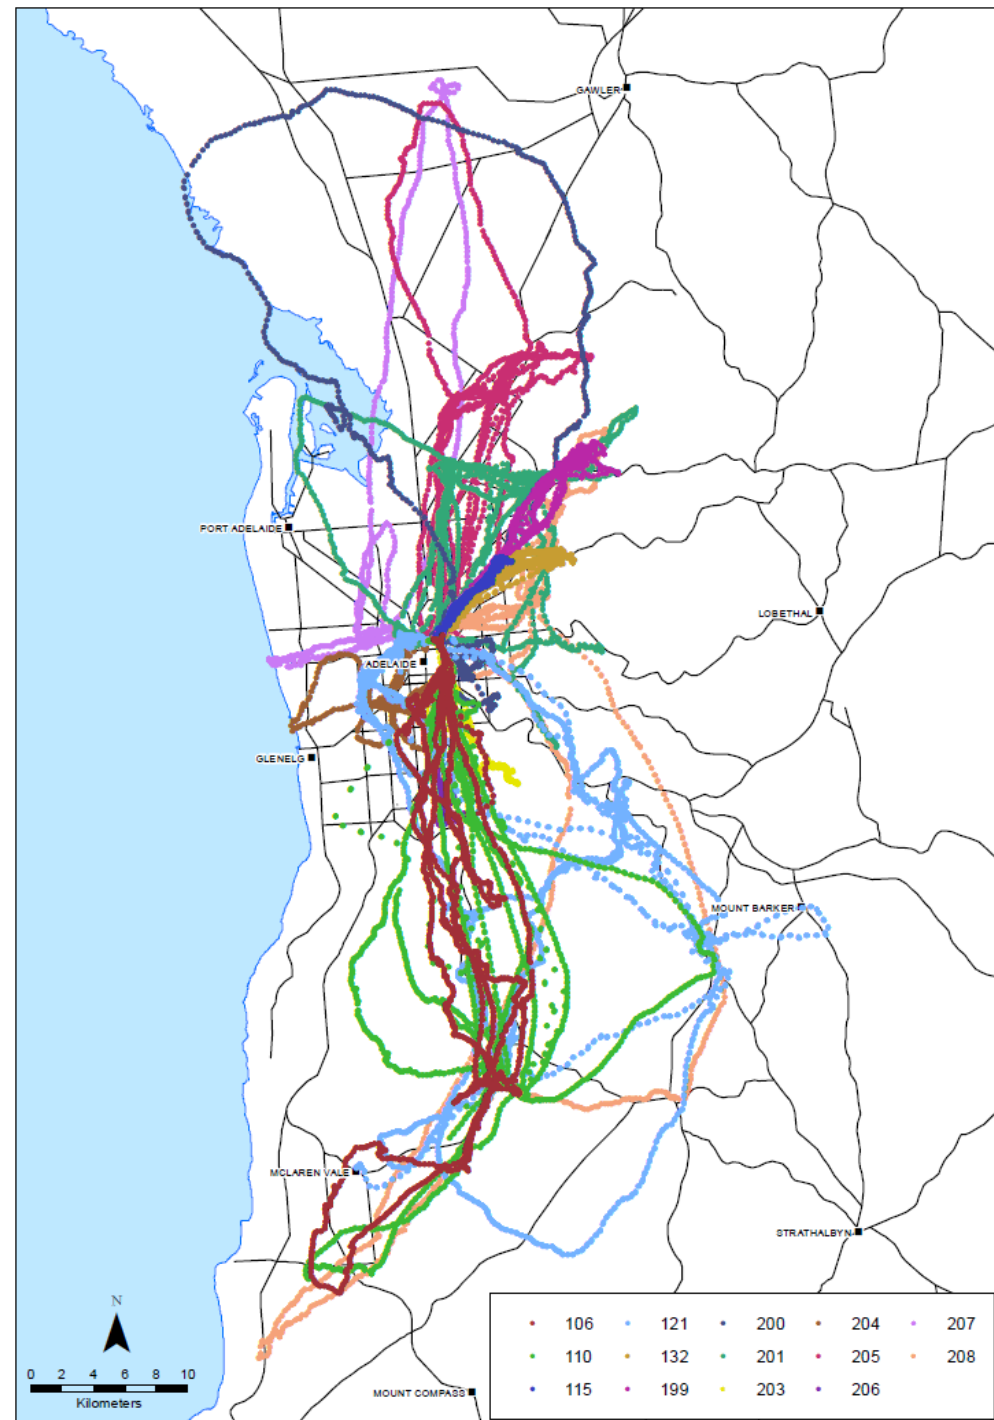 GAWLER
PORT ADELAIDE
LOBETHAL
ADELAIDE
GLENELG
MOUNT BARKER
MCLAREN VALE
STRATHALBYN
MOUNT COMPASS
N
0 2 4 6 8 10
Kilometers
106 121 200 204 207
110 132 201 205 208
115 199 203 206